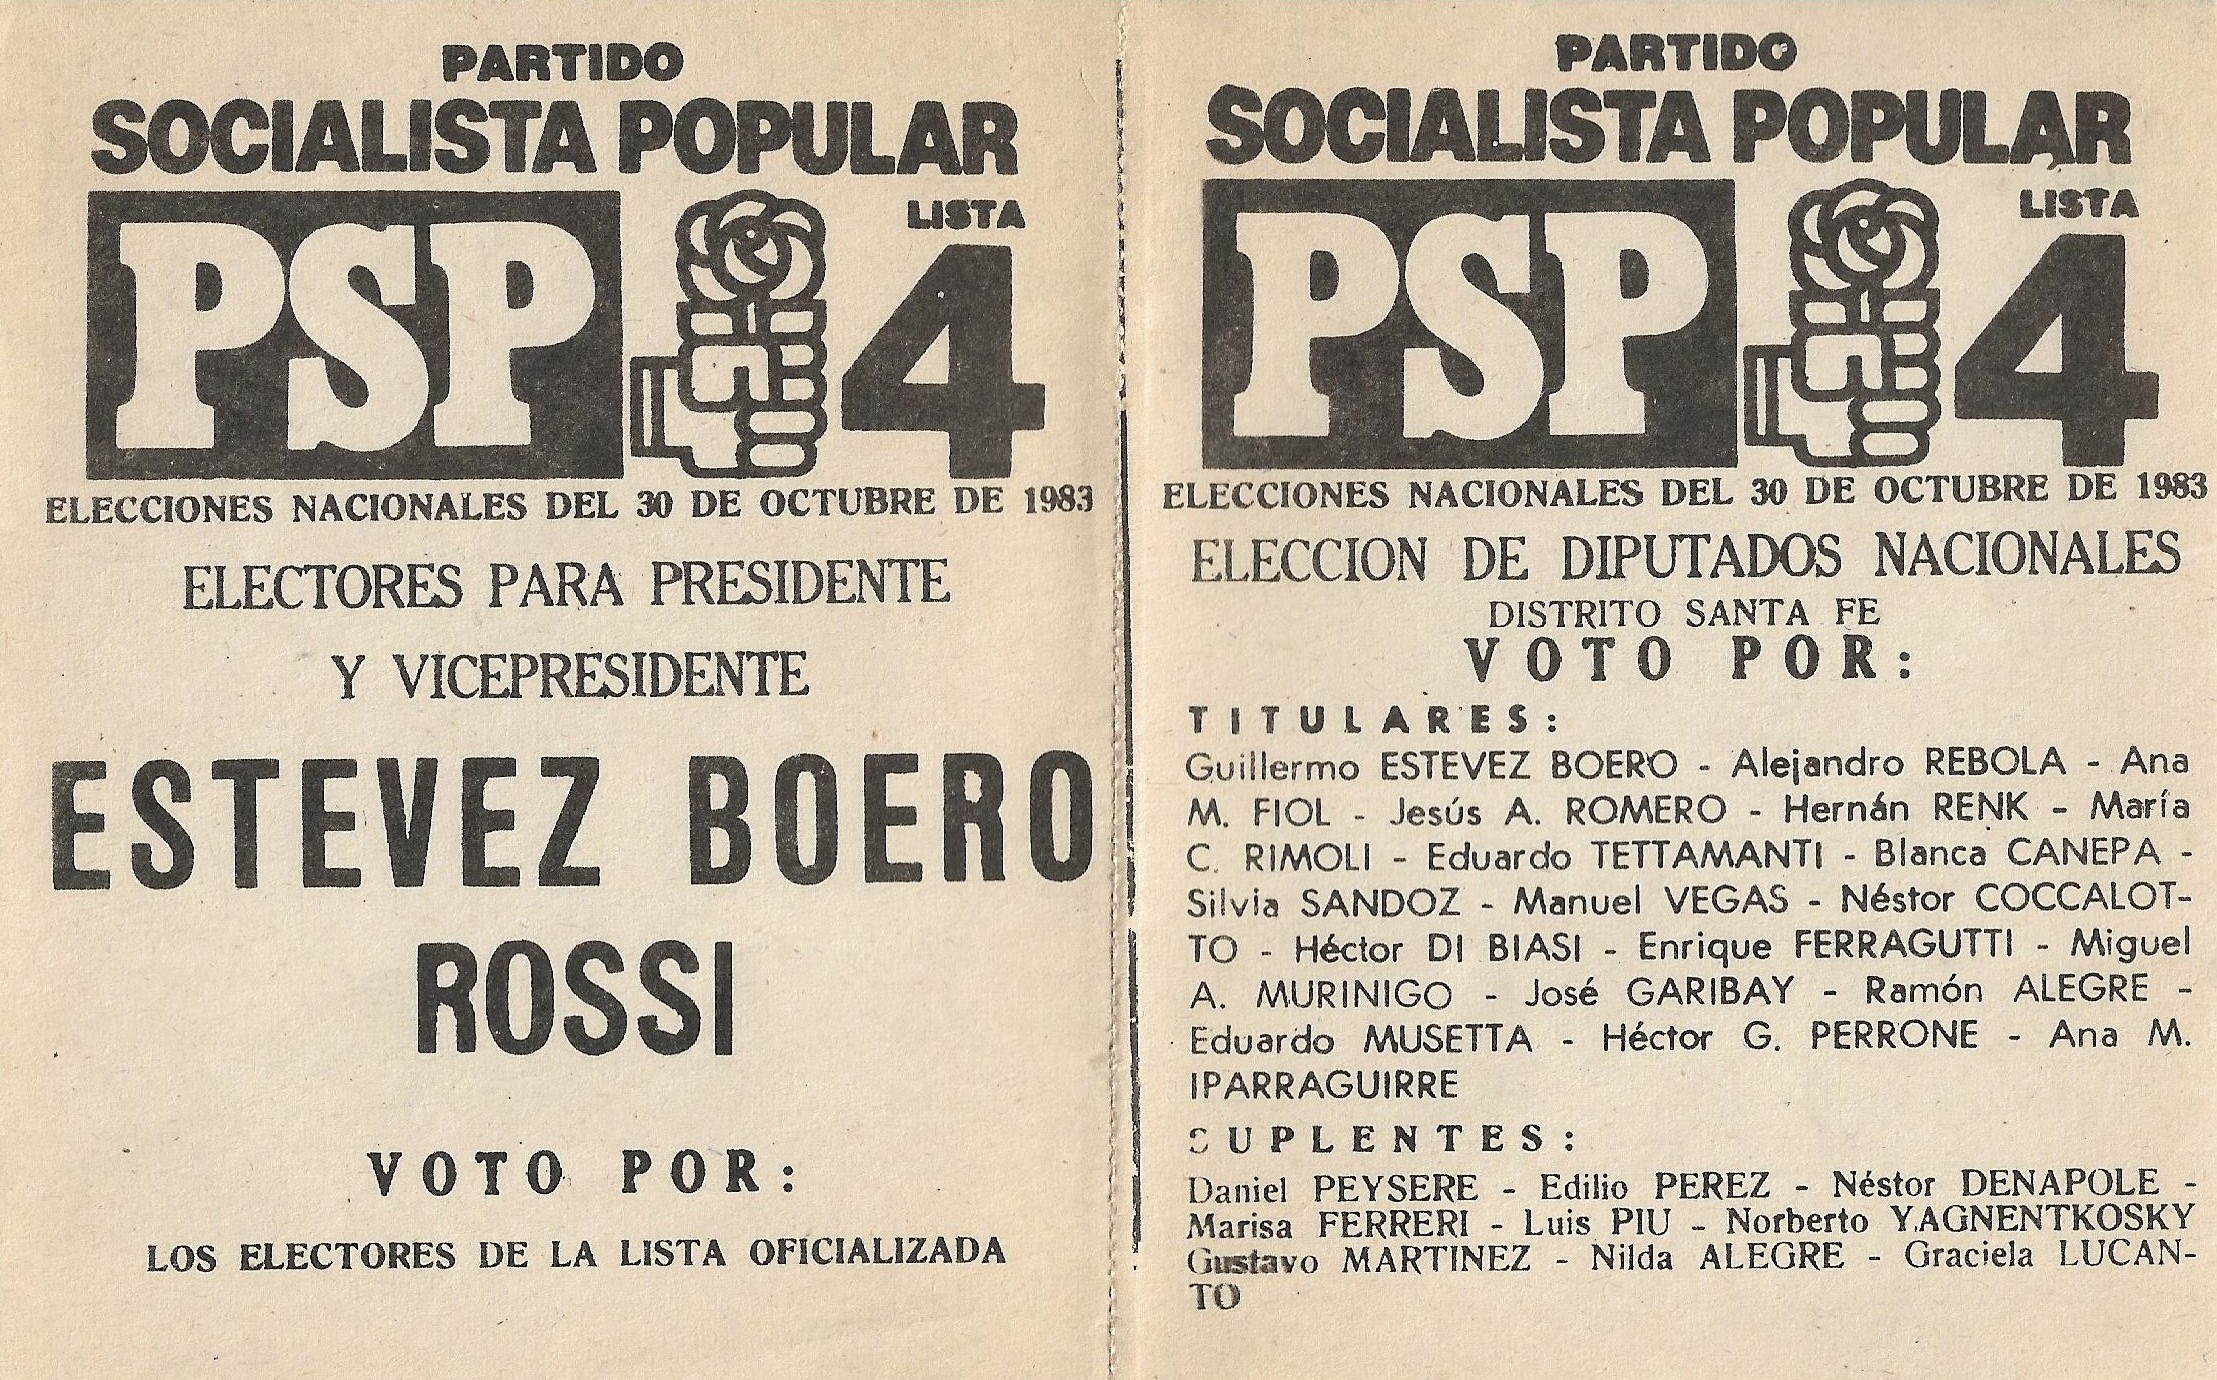 PARTIDO
SOCIALISTA POPULAR
PSP
LISTA
4
ELECCIONES NACIONALES DEL 30 DE OCTUBRE DE 1983
ELECTORES PARA PRESIDENTE
Y VICEPRESIDENTE
ESTEVEZ BOERO
ROSSI
VOTO POR:
LOS ELECTORES DE LA LISTA OFICIALIZADA
PARTIDO
SOCIALISTA POPULAR
PSP
LISTA
4
ELECCIONES NACIONALES DEL 30 DE OCTUBRE DE 1983
ELECCION DE DIPUTADOS NACIONALES
DISTRITO SANTA FE
VOTO POR:
TITULARES:
Guillermo ESTEVEZ BOERO - Alejandro REBOLA - Ana
M. FIOL - Jesús A. ROMERO - Hernán RENK - María
C. RIMOLI - Eduardo TETTAMANTI - Blanca CANEPA -
Silvia SANDOZ - Manuel VEGAS - Néstor COCCALOT-
TO - Héctor DI BIASI - Enrique FERRAGUTTI - Miguel
A. MURINIGO - José GARIBAY - Ramón ALEGRE -
Eduardo MUSETTA - Héctor G. PERRONE - Ana M.
IPARRAGUIRRE
SUPLENTES:
Daniel PEYSERE - Edilio PEREZ - Néstor DENAPOLE -
Marisa FERRERI - Luis PIU - Norberto Y.AGNENTKOSKY
Gustavo MARTINEZ - Nilda ALEGRE - Graciela LUCAN-
TO